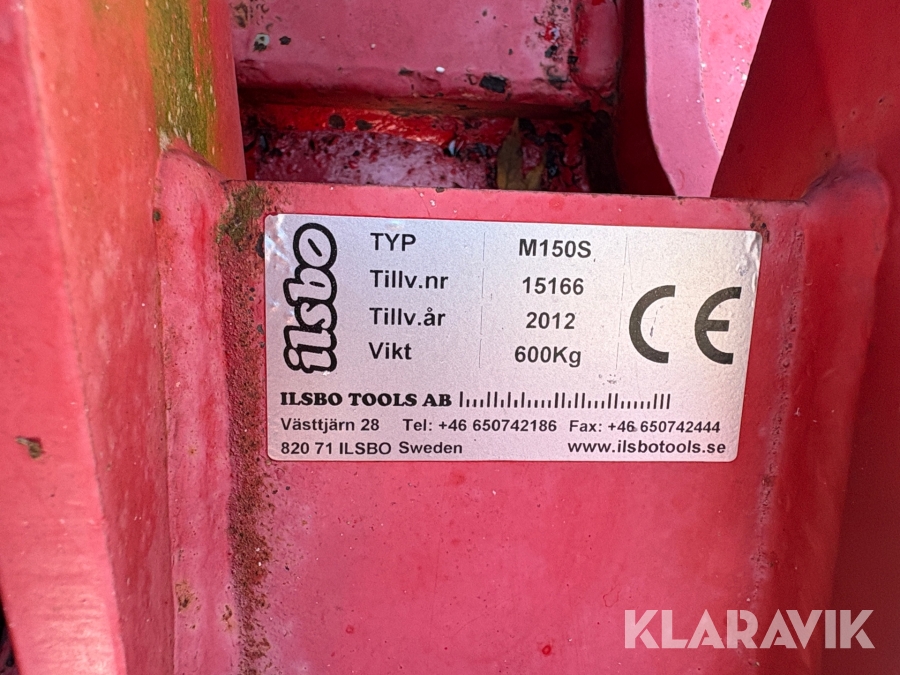 ilsbo
TYP M150S
Tillv.nr 15166
Tillv.år 2012
Vikt 600Kg
CE
ILSBO TOOLS AB
Västtjärn 28 Tel: +46 650742186 Fax: +46 650742444
820 71 ILSBO Sweden www.ilsbotools.se
KLARAVIK